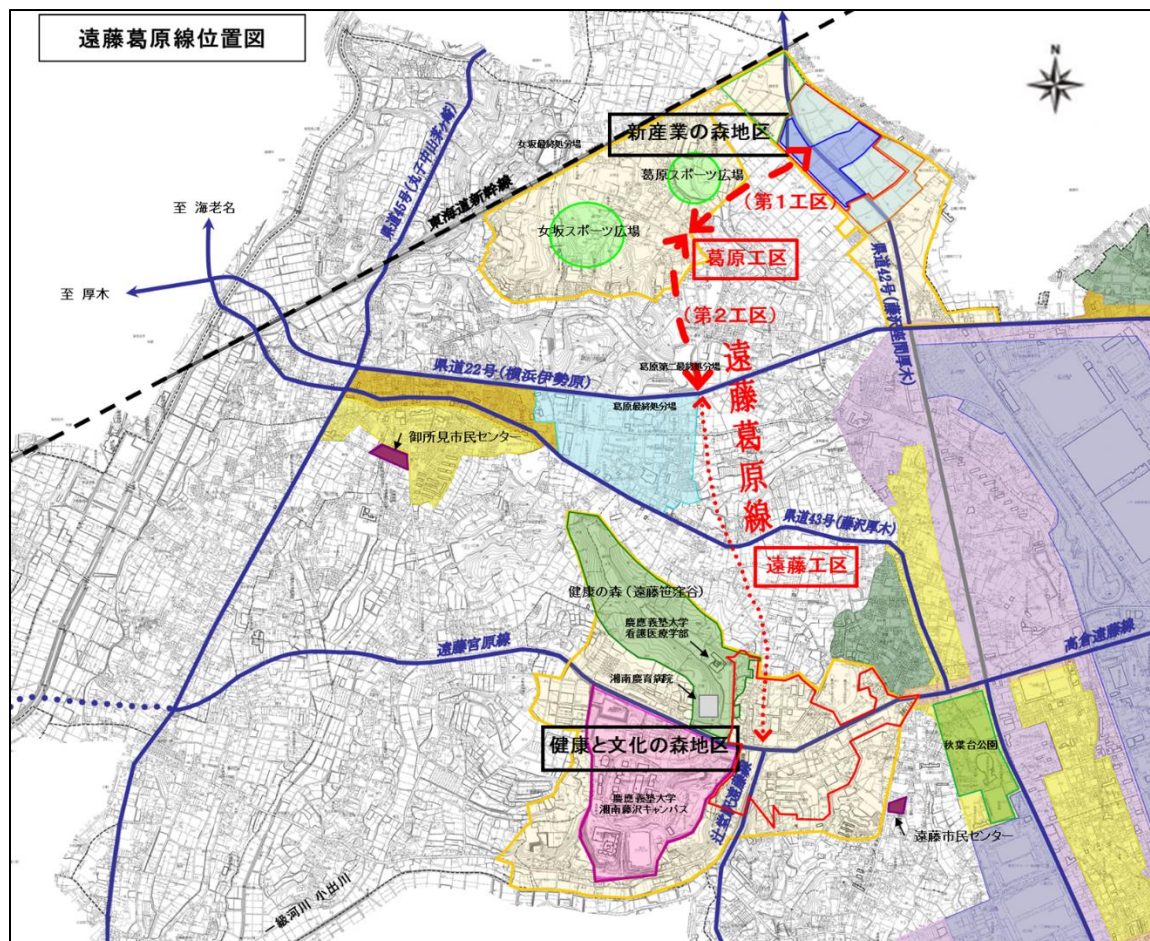 遠藤葛原線位置図
N
新産業の森地区
女坂最終処分場
葛原スポーツ広場
県道45号(丸子中山茅ケ崎)
東海道新幹線
(第1工区)
至 海老名
女坂スポーツ広場
葛原工区
県道42号(藤沢座間厚木)
至 厚木
(第2工区)
葛原第二最終処分場
遠藤葛原線
県道22号(横浜伊勢原)
葛原最終処分場
御所見市民センター
県道43号(藤沢厚木)
遠藤工区
健康の森(遠藤笹窪谷)
慶應義塾大学
看護医療学部
高倉遠藤線
遠藤宮原線
湘南慶育病院
健康と文化の森地区
秋葉台公園
慶應義塾大学
湘南藤沢キャンパス
辻堂駅遠藤線
遠藤市民センター
一級河川 小出川